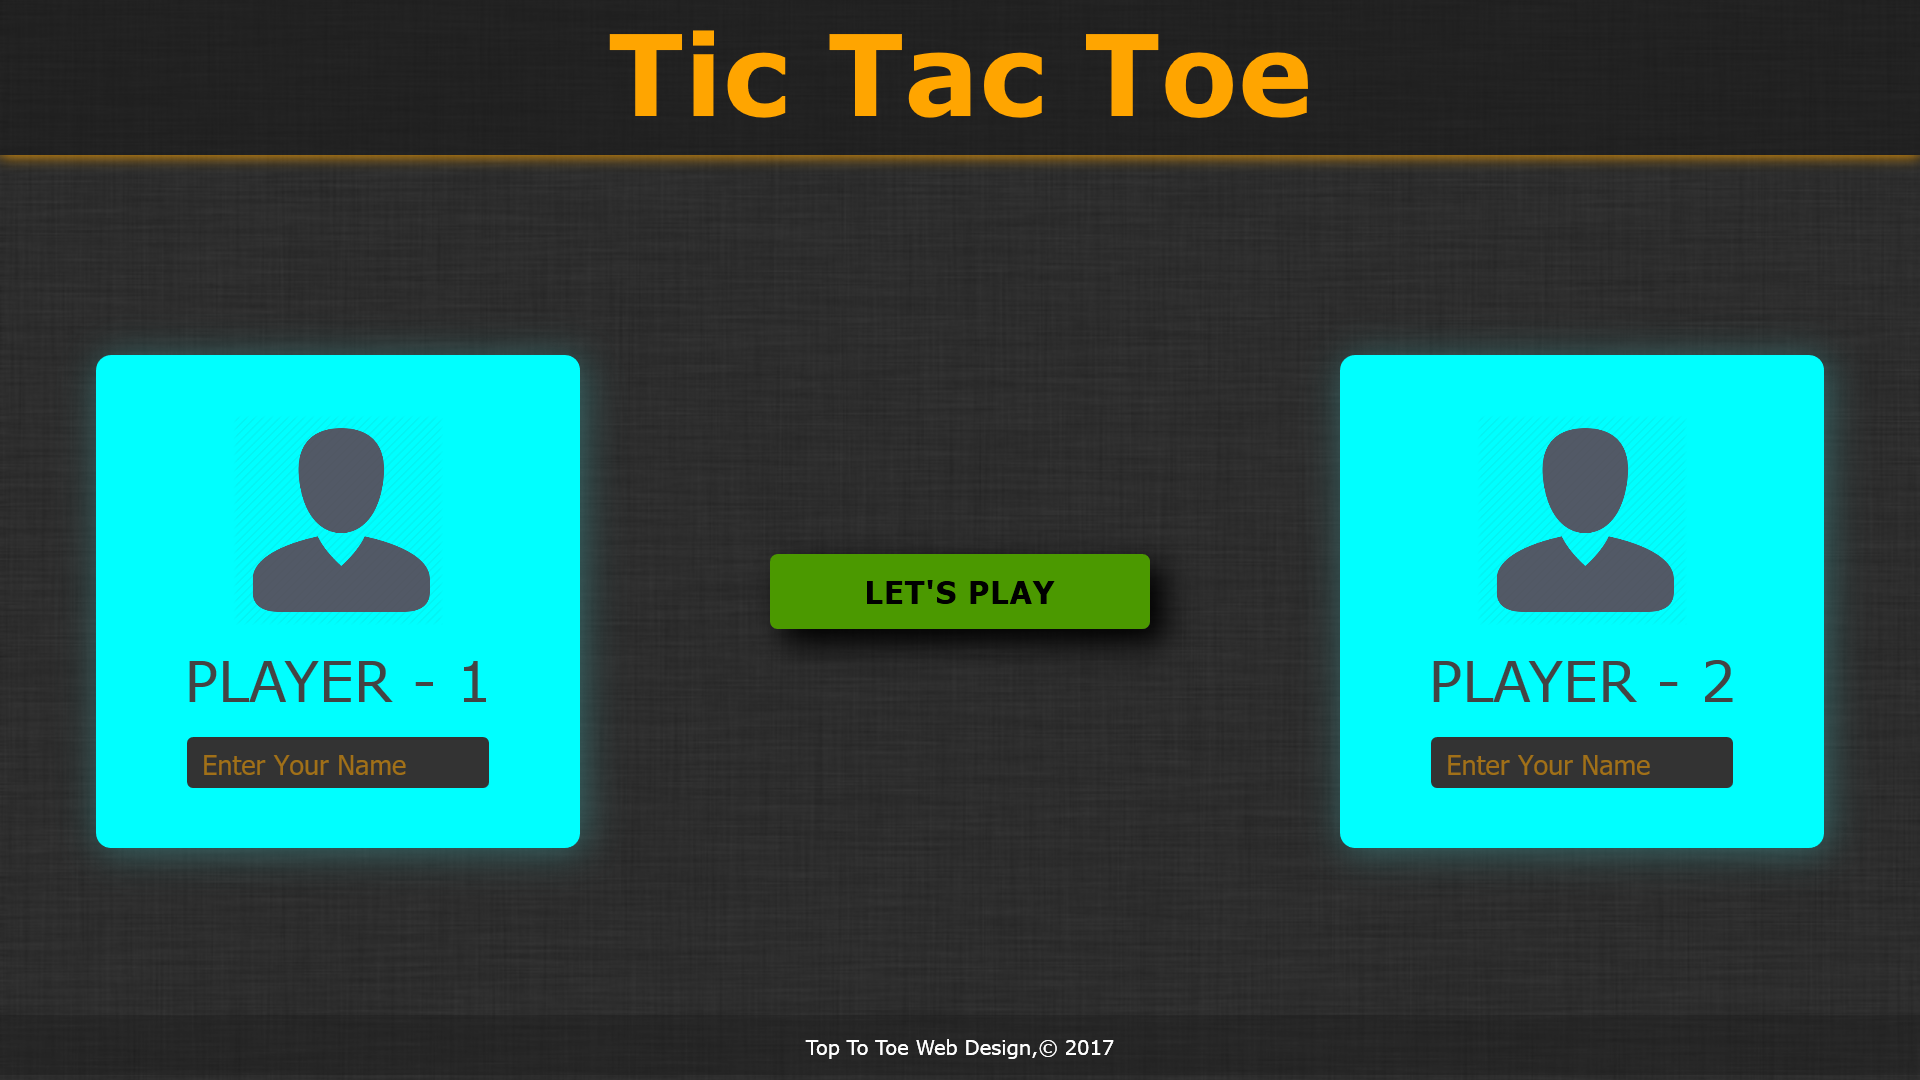 Tic Tac Toe
LET'S PLAY
PLAYER - 1
Enter Your Name
PLAYER - 2
Enter Your Name
Top To Toe Web Design,© 2017